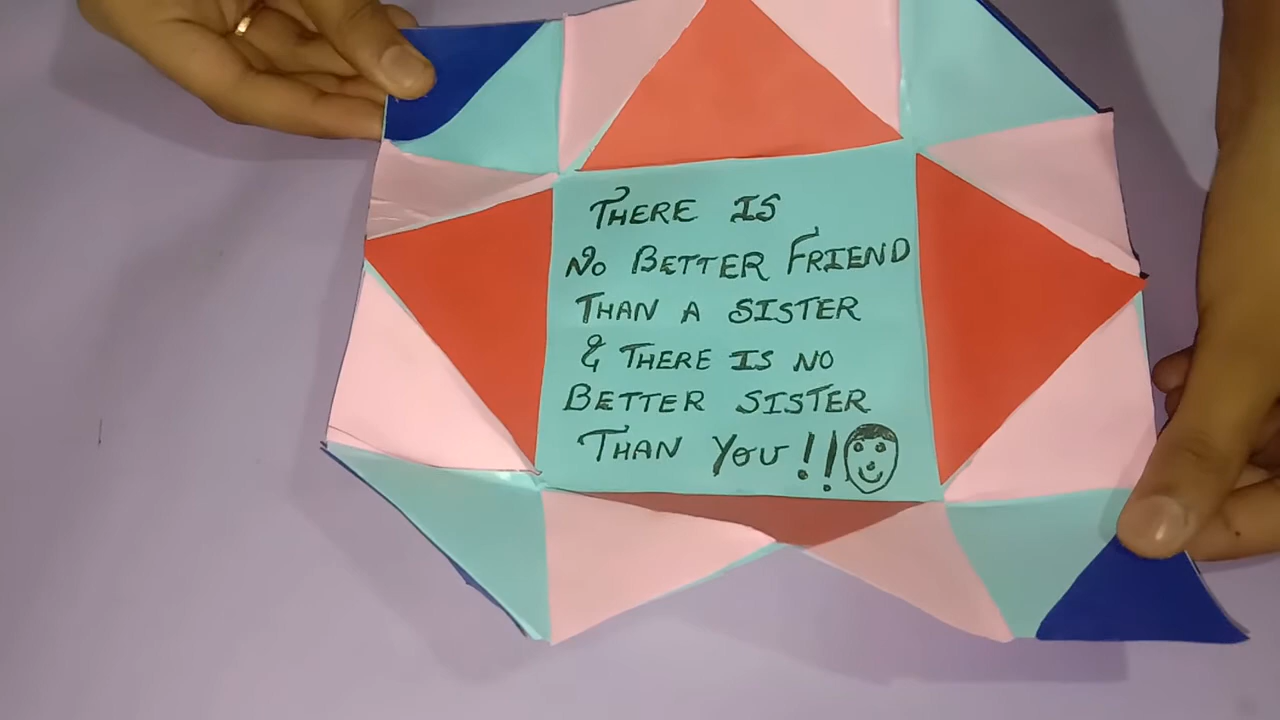 THERE IS
NO BETTER FRIEND
THAN A SISTER
& THERE IS NO
BETTER SISTER
THAN YOU!!